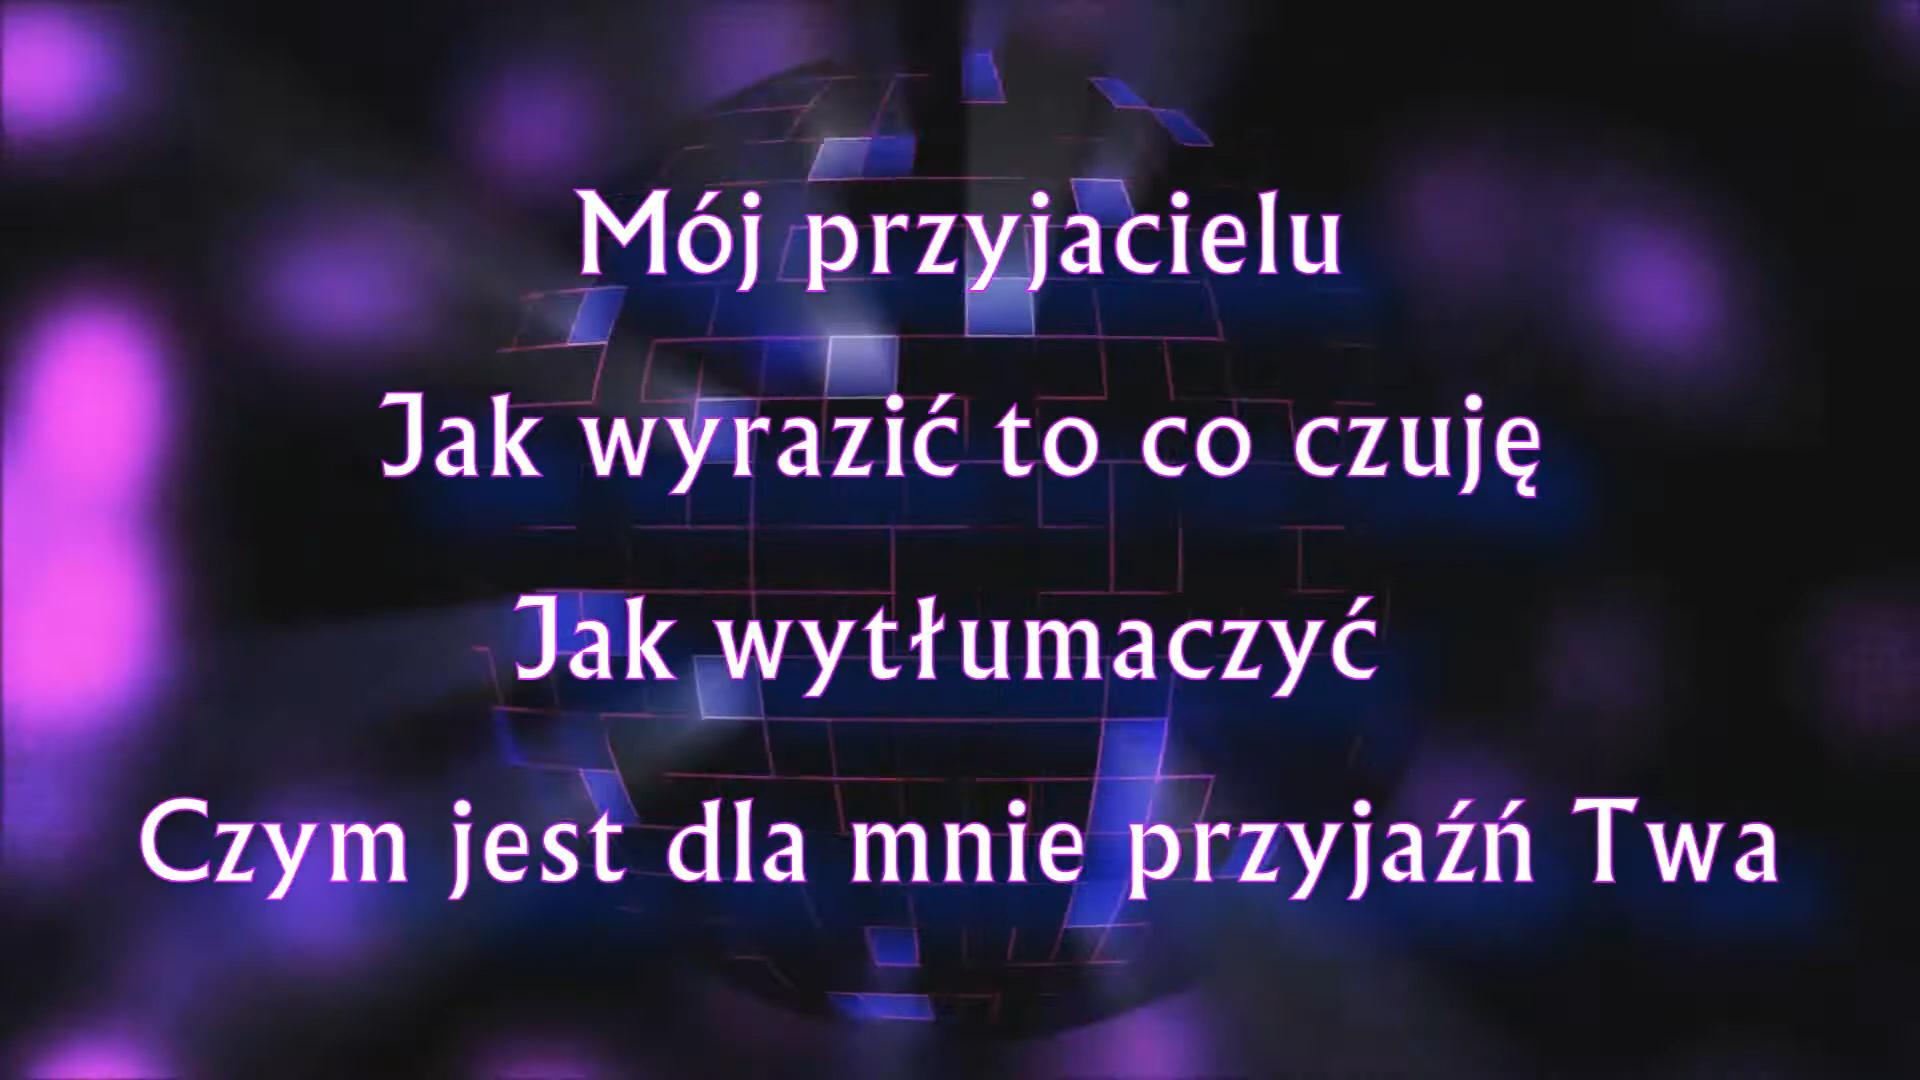 Mój przyjacielu
Jak wyrazić to co czuję
Jak wytłumaczyć
Czym jest dla mnie przyjaźń Twa